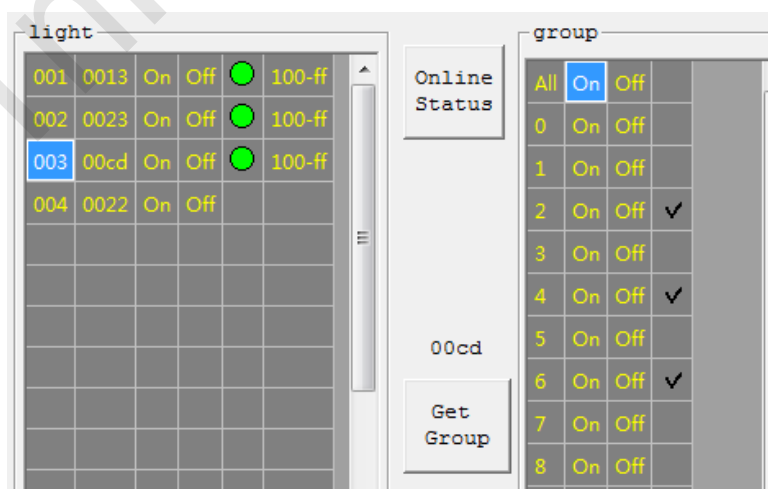 light
001 0013 On Off 100-ff
002 0023 On Off 100-ff
003 00cd On Off 100-ff
004 0022 On Off
Online
Status
00cd
Get
Group
group
All On Off
0 On Off
1 On Off
2 On Off ✓
3 On Off
4 On Off ✓
5 On Off
6 On Off ✓
7 On Off
8 On Off